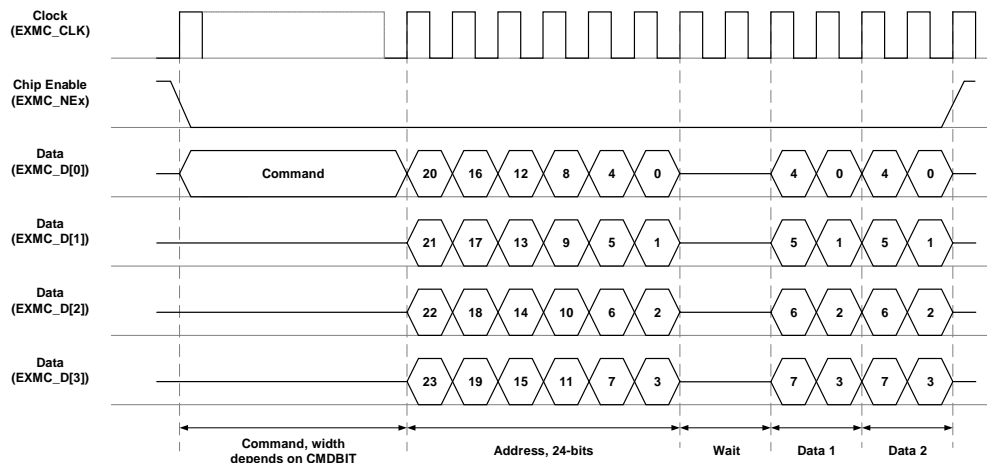 Clock
(EXMC_CLK)
Chip Enable
(EXMC_NEx)
Data
(EXMC_D[0])
Command
20 16 12 8 4 0
4 0 4 0
Data
(EXMC_D[1])
21 17 13 9 5 1
5 1 5 1
Data
(EXMC_D[2])
22 18 14 10 6 2
6 2 6 2
Data
(EXMC_D[3])
23 19 15 11 7 3
7 3 7 3
Command, width
depends on CMDBIT
Address, 24-bits
Wait
Data 1
Data 2